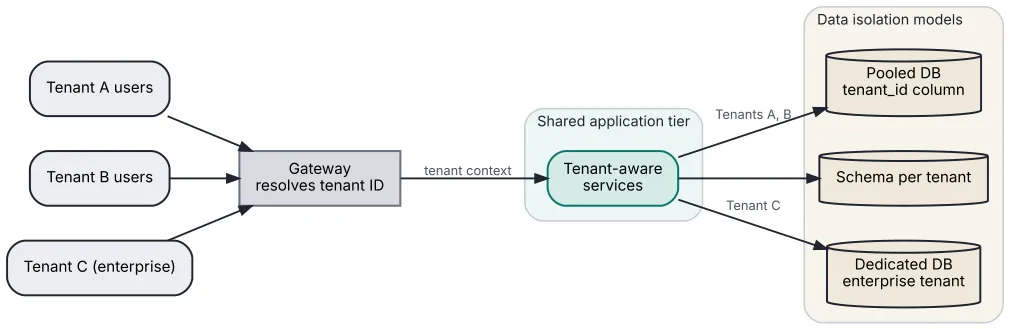 Tenant A users
Tenant B users
Tenant C (enterprise)
Gateway
resolves tenant ID
tenant context
Shared application tier
Tenant-aware
services
Tenants A, B
Tenant C
Data isolation models
Pooled DB
tenant_id column
Schema per tenant
Dedicated DB
enterprise tenant